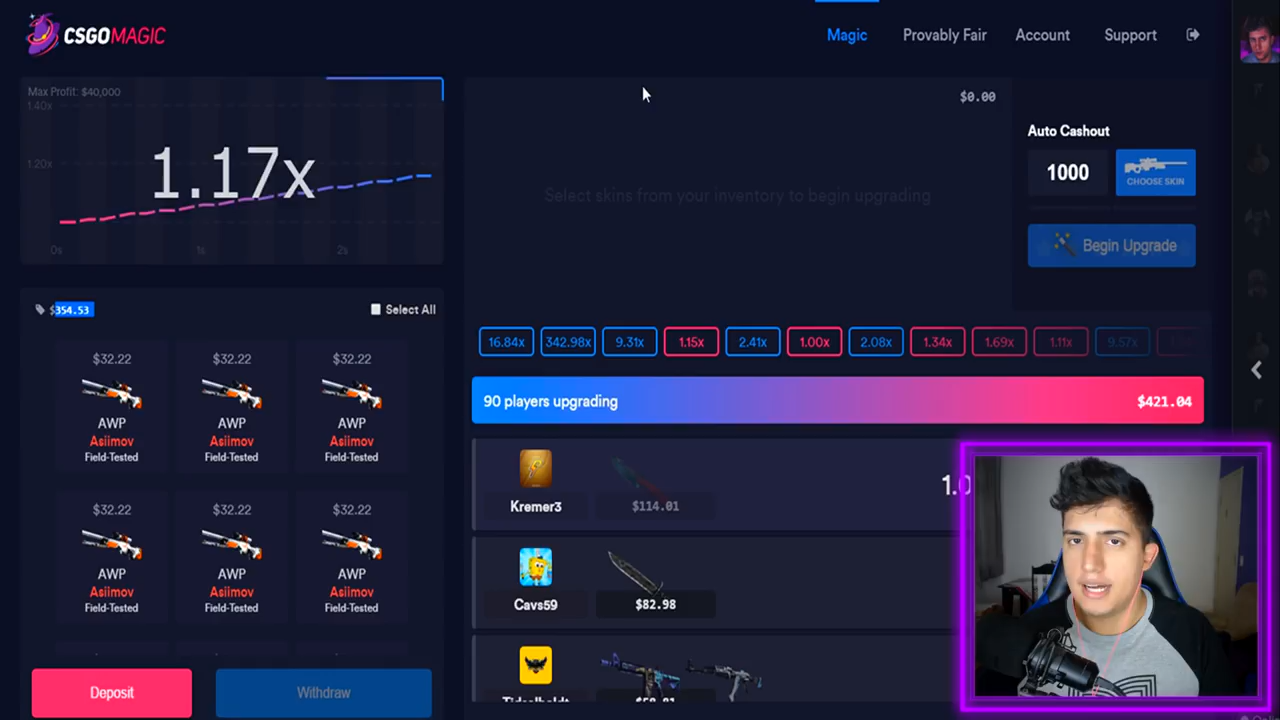 CSGOMAGIC
Magic
Provably Fair
Account
Support
Max Profit: $40,000
1.40x
1.20x
1.17x
0s
1s
2s
$0.00
Select skins from your inventory to begin upgrading
Auto Cashout
1000
CHOOSE SKIN
Begin Upgrade
$354.53
Select All
$32.22
AWP
Asiimov
Field-Tested
$32.22
AWP
Asiimov
Field-Tested
$32.22
AWP
Asiimov
Field-Tested
$32.22
AWP
Asiimov
Field-Tested
$32.22
AWP
Asiimov
Field-Tested
$32.22
AWP
Asiimov
Field-Tested
Deposit
Withdraw
16.84x
342.98x
9.31x
1.15x
2.41x
1.00x
2.08x
1.34x
1.69x
1.11x
9.57x
90 players upgrading
$421.04
Kremer3
$114.01
Cavs59
$82.98